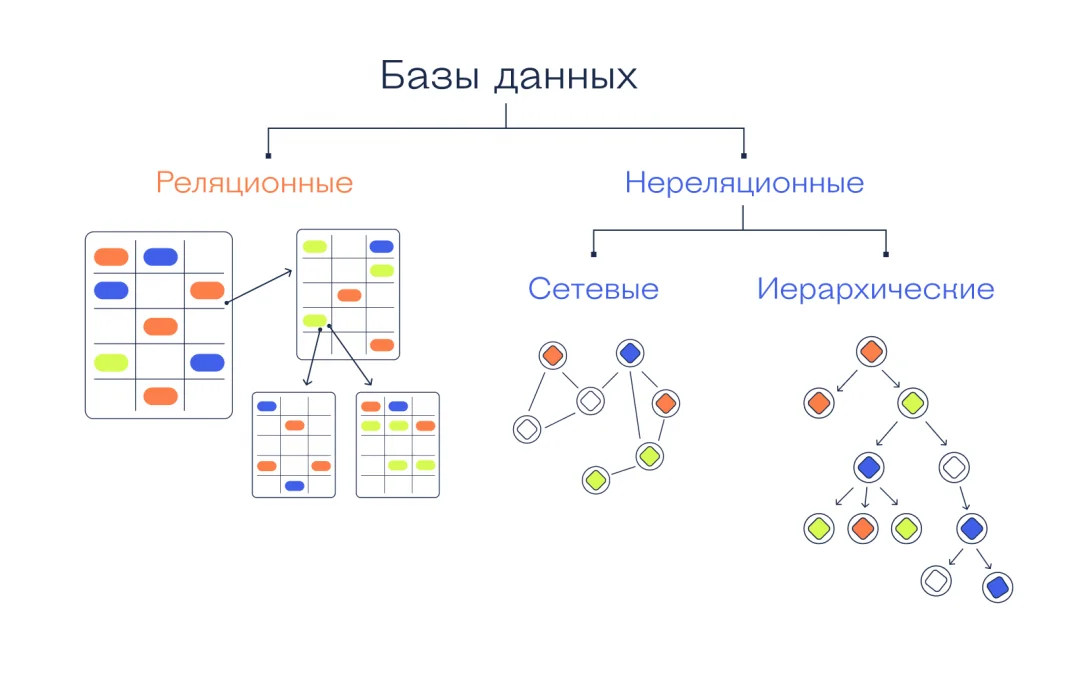 Базы данных
Реляционные
Нереляционные
Сетевые
Иерархические